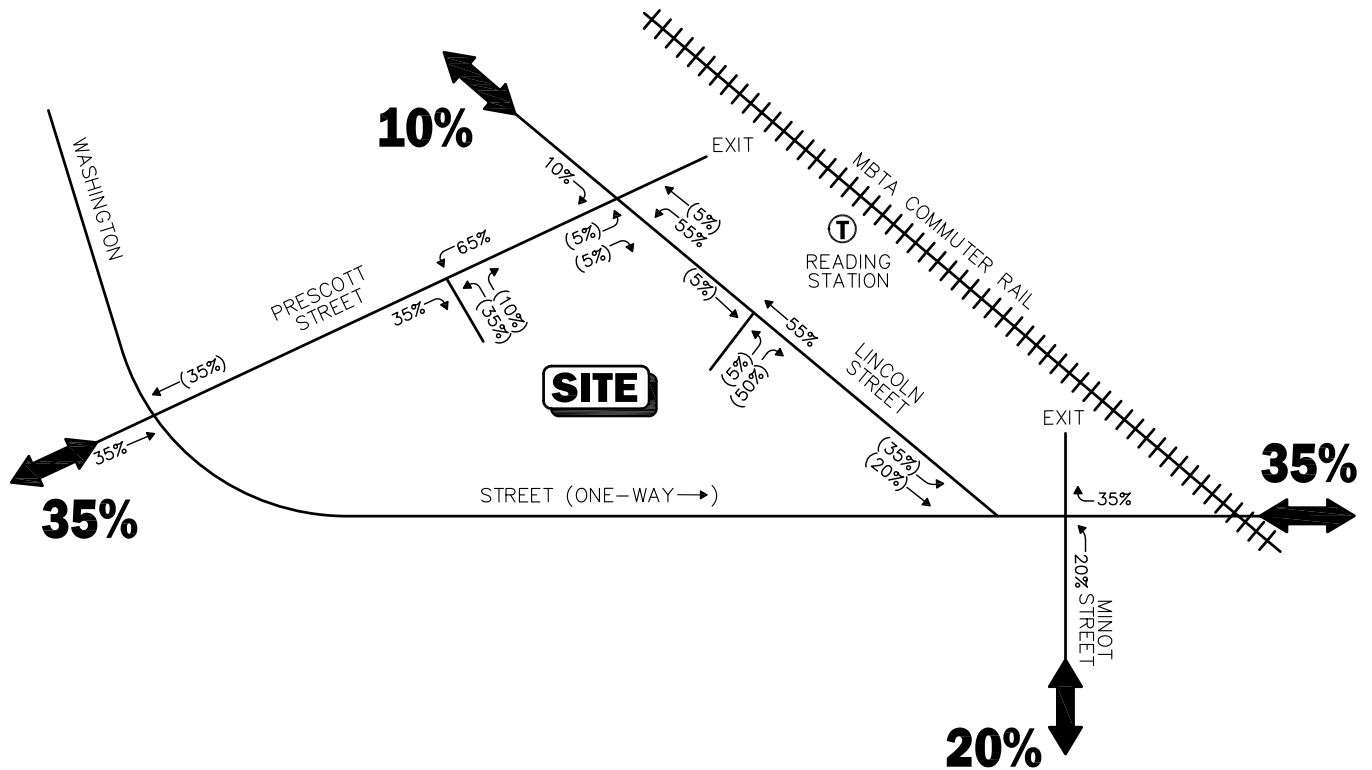 10%
EXIT
WASHINGTON
10%
(5%)
55%
MBTA COMMUTER RAIL
T
READING
STATION
(5%)
(5%)
65%
PRESCOTT
STREET
35%
(10%)
(35%)
(5%)
55%
(5%)
(50%)
LINCOLN
STREET
(35%)
SITE
35%
35%
EXIT
(35%)
(20%)
35%
35%
STREET (ONE-WAY→)
20%
MINOT
STREET
20%